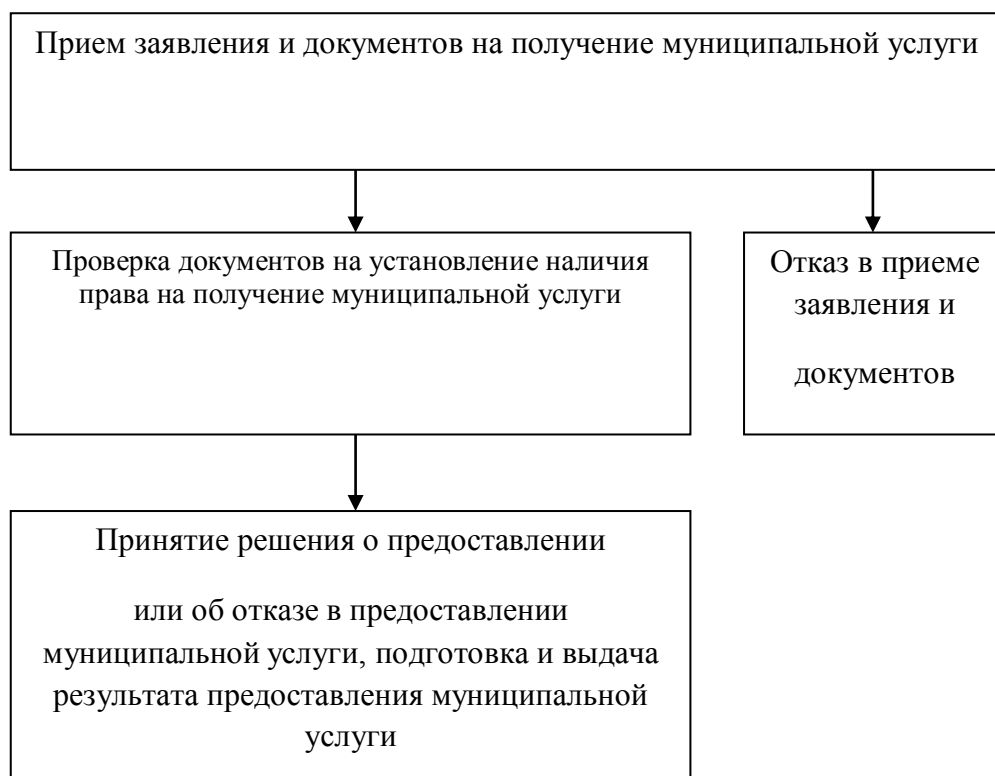 Прием заявления и документов на получение муниципальной услуги
Проверка документов на установление наличия
права на получение муниципальной услуги
Отказ в приеме
заявления и
документов
Принятие решения о предоставлении
или об отказе в предоставлении
муниципальной услуги, подготовка и выдача
результата предоставления муниципальной
услуги